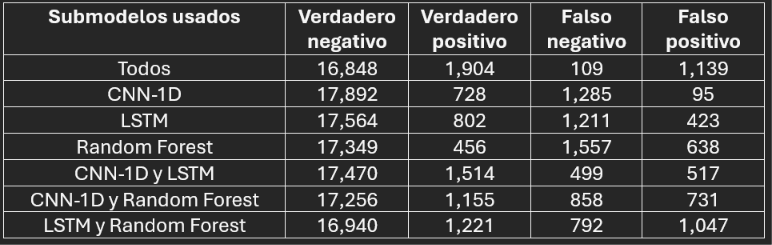 Submodelos usados Verdadero negativo Verdadero positivo Falso negativo Falso positivo
Todos 16,848 1,904 109 1,139
CNN-1D 17,892 728 1,285 95
LSTM 17,564 802 1,211 423
Random Forest 17,349 456 1,557 638
CNN-1D y LSTM 17,470 1,514 499 517
CNN-1D y Random Forest 17,256 1,155 858 731
LSTM y Random Forest 16,940 1,221 792 1,047